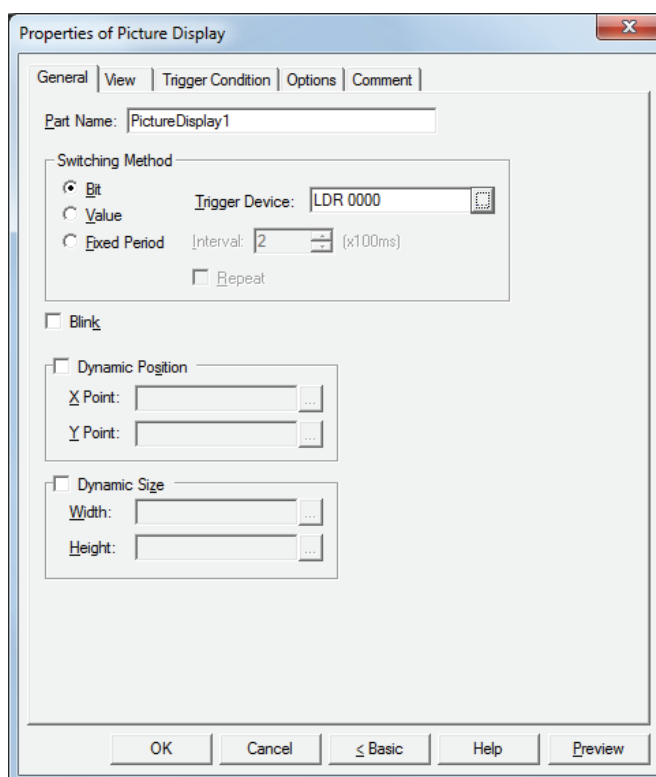 Properties of Picture Display
General View Trigger Condition Options Comment
Part Name: PictureDisplay1
Switching Method
Bit
Trigger Device: LDR 0000
Value
Fixed Period Interval: 2 (x100ms)
Repeat
Blink
Dynamic Position
X Point: ...
Y Point: ...
Dynamic Size
Width: ...
Height: ...
OK Cancel < Basic Help Preview